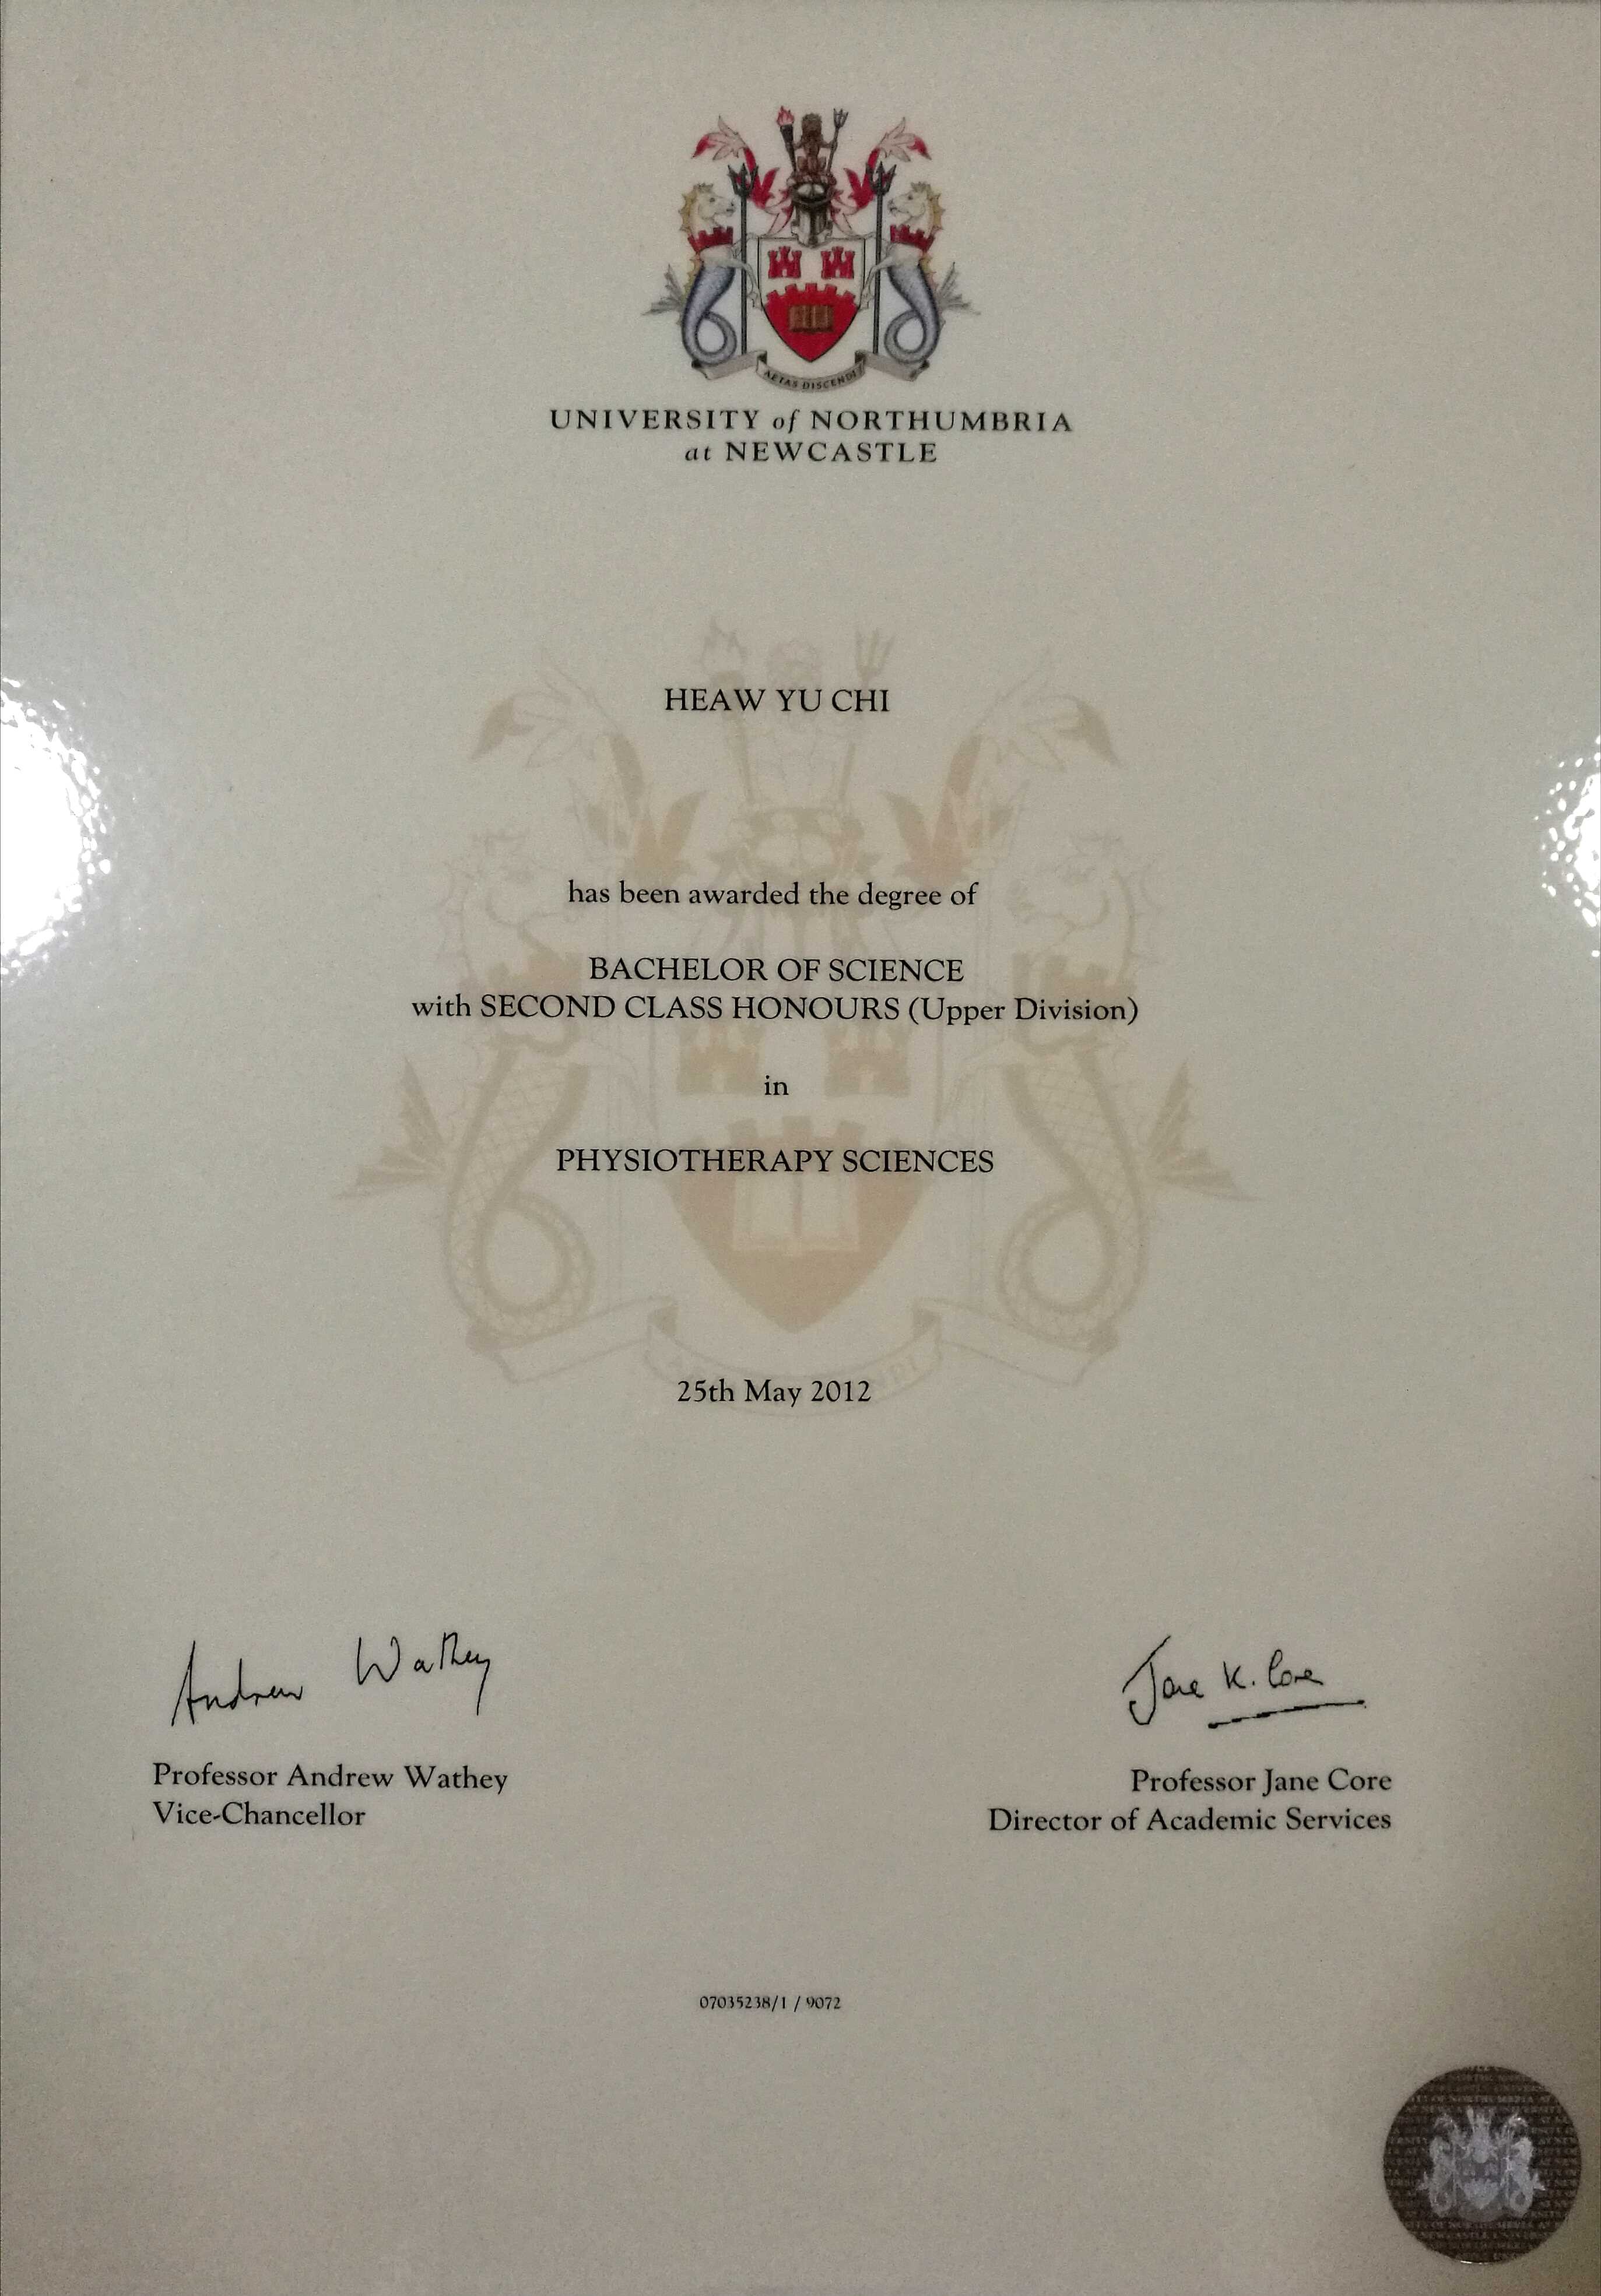 AETAS DISCENDI
UNIVERSITY of NORTHUMBRIA
at NEWCASTLE
HEAW YU CHI
has been awarded the degree of
BACHELOR OF SCIENCE
with SECOND CLASS HONOURS (Upper Division)
in
PHYSIOTHERAPY SCIENCES
25th May 2012
Andrew Wathey
Jane K. Core
Professor Andrew Wathey
Vice-Chancellor
Professor Jane Core
Director of Academic Services
07035238/1 / 9072